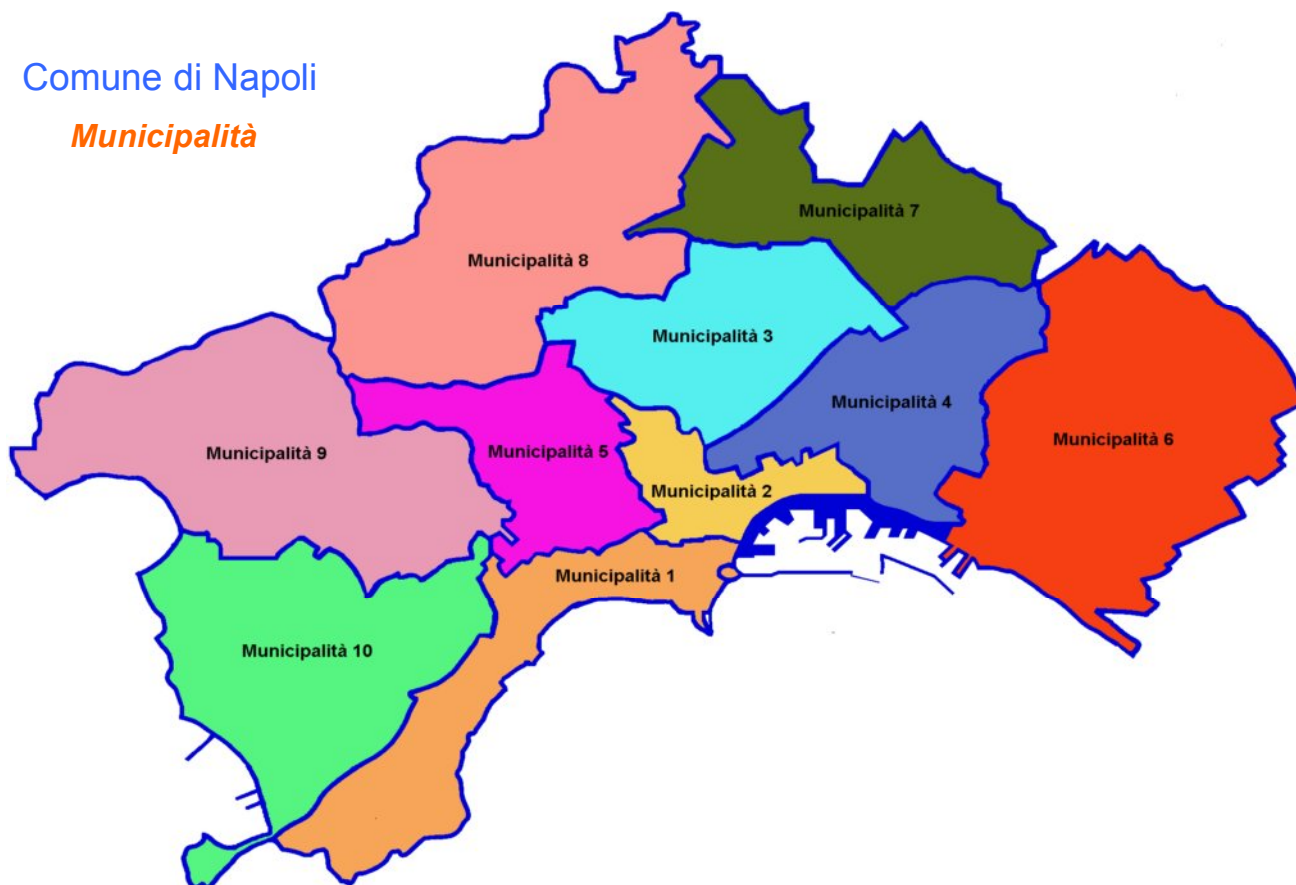 Comune di Napoli
Municipalità
Municipalità 7
Municipalità 8
Municipalità 3
Municipalità 4
Municipalità 6
Municipalità 9
Municipalità 5
Municipalità 2
Municipalità 1
Municipalità 10